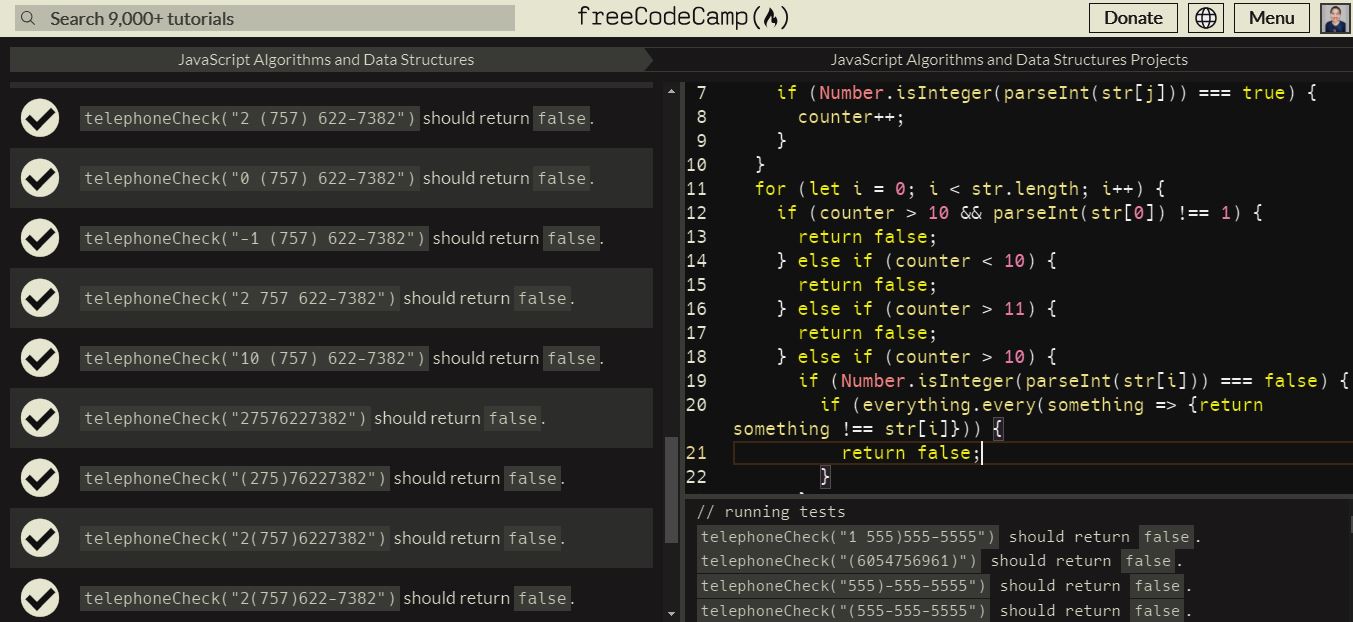 Search 9,000+ tutorials
freeCodeCamp
Donate
Menu
JavaScript Algorithms and Data Structures
JavaScript Algorithms and Data Structures Projects
telephoneCheck("2 (757) 622-7382") should return false.
telephoneCheck("0 (757) 622-7382") should return false.
telephoneCheck("-1 (757) 622-7382") should return false.
telephoneCheck("2 757 622-7382") should return false.
telephoneCheck("10 (757) 622-7382") should return false.
telephoneCheck("27576227382") should return false.
telephoneCheck("(275)76227382") should return false.
telephoneCheck("2(757)6227382") should return false.
telephoneCheck("2(757)622-7382") should return false.
7 if (Number.isInteger(parseInt(str[j])) === true) {
8 counter++;
9 }
10 }
11 for (let i = 0; i < str.length; i++) {
12 if (counter > 10 && parseInt(str[0]) !== 1) {
13 return false;
14 } else if (counter < 10) {
15 return false;
16 } else if (counter > 11) {
17 return false;
18 } else if (counter > 10) {
19 if (Number.isInteger(parseInt(str[i])) === false) {
20 if (everything.every(something => {return
something !== str[i]})) {
21 return false;
22 }
// running tests
telephoneCheck("1 555)555-5555") should return false.
telephoneCheck("(6054756961)") should return false.
telephoneCheck("555)-555-5555") should return false.
telephoneCheck("(555-555-5555") should return false.